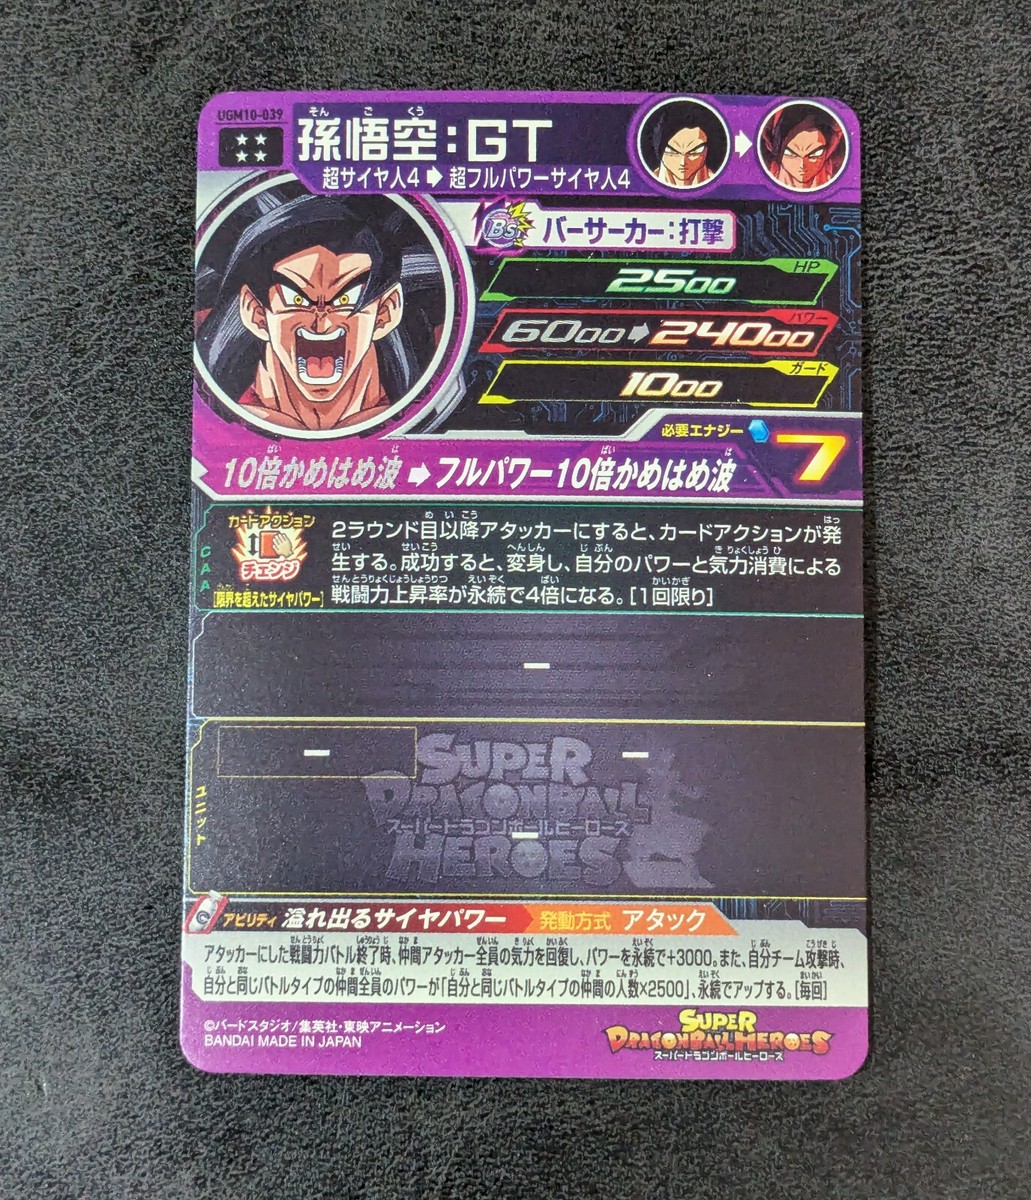 UGM10-039
孫悟空:GT
超サイヤ人4➡超フルパワーサイヤ人4
Bs バーサーカー:打撃
HP
2500
パワー
6000➡24000
ガード
1000
必要エナジー 7
10倍かめはめ波➡フルパワー10倍かめはめ波
CAA
カードアクション
チェンジ
[限界を超えたサイヤパワー]
2ラウンド目以降アタッカーにすると、カードアクションが発
生する。成功すると、変身し、自分のパワーと気力消費による
戦闘力上昇率が永続で4倍になる。[1回限り]
ー
ユニット
ー ー
ー
SUPER
DRAGONBALL
スーパードラゴンボールヒーローズ
HEROES
アビリティ 溢れ出るサイヤパワー 発動方式 アタック
アタッカーにした戦闘力バトル終了時、仲間アタッカー全員の気力を回復し、パワーを永続で+3000。また、自分チーム攻撃時、
自分と同じバトルタイプの仲間全員のパワーが「自分と同じバトルタイプの仲間の人数×2500」、永続でアップする。[毎回]
©バードスタジオ/集英社・東映アニメーション
BANDAI MADE IN JAPAN
SUPER
DRAGONBALL HEROES
スーパードラゴンボールヒーローズ